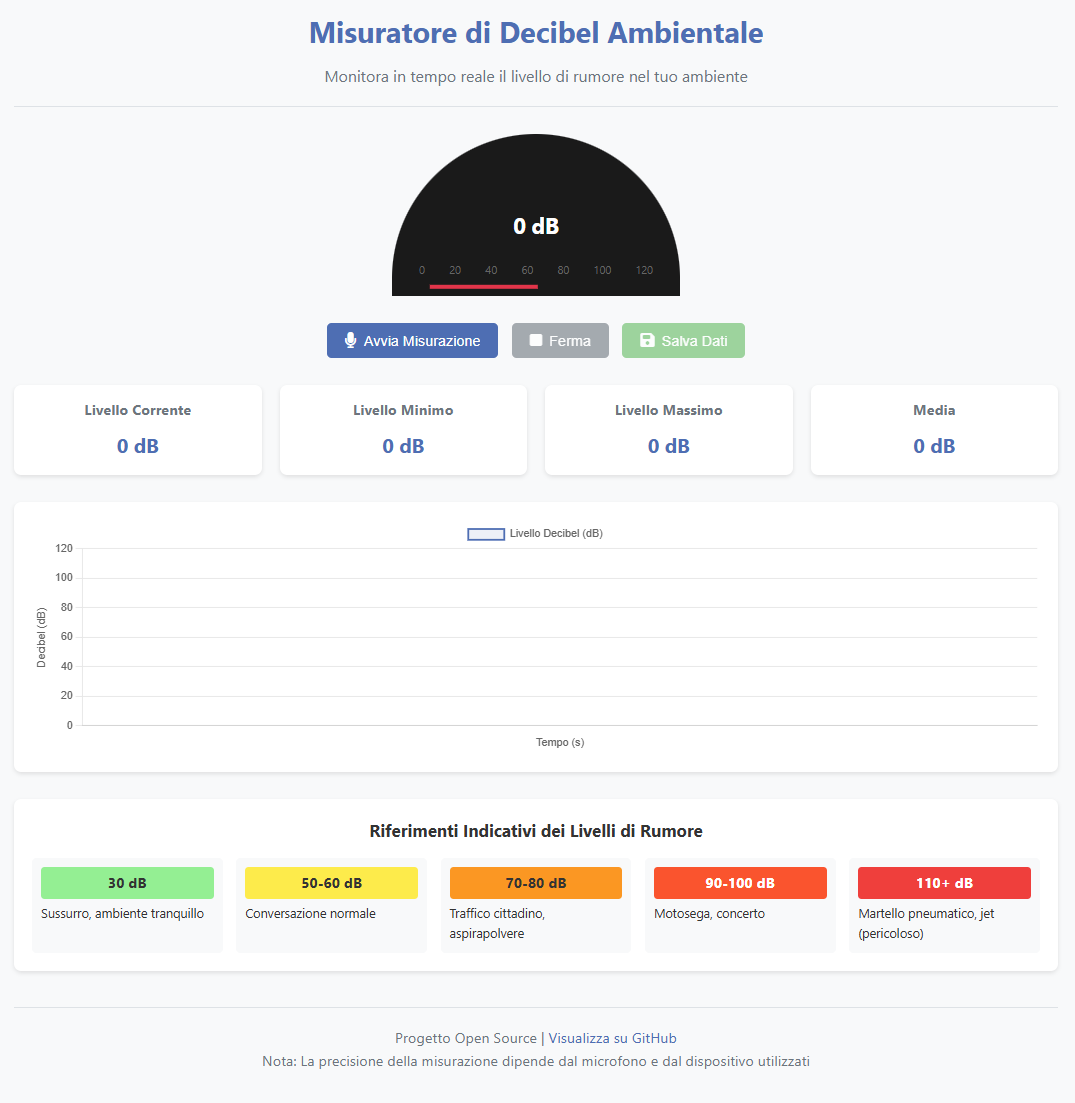 Misuratore di Decibel Ambientale
Monitora in tempo reale il livello di rumore nel tuo ambiente
0 dB
0 20 40 60 80 100 120
Avvia Misurazione
Ferma
Salva Dati
Livello Corrente
0 dB
Livello Minimo
0 dB
Livello Massimo
0 dB
Media
0 dB
Livello Decibel (dB)
120
100
80
60
40
20
0
Decibel (dB)
Tempo (s)
Riferimenti Indicativi dei Livelli di Rumore
30 dB
Sussurro, ambiente tranquillo
50-60 dB
Conversazione normale
70-80 dB
Traffico cittadino,
aspirapolvere
90-100 dB
Motosega, concerto
110+ dB
Martello pneumatico, jet
(pericoloso)
Progetto Open Source | Visualizza su GitHub
Nota: La precisione della misurazione dipende dal microfono e dal dispositivo utilizzati